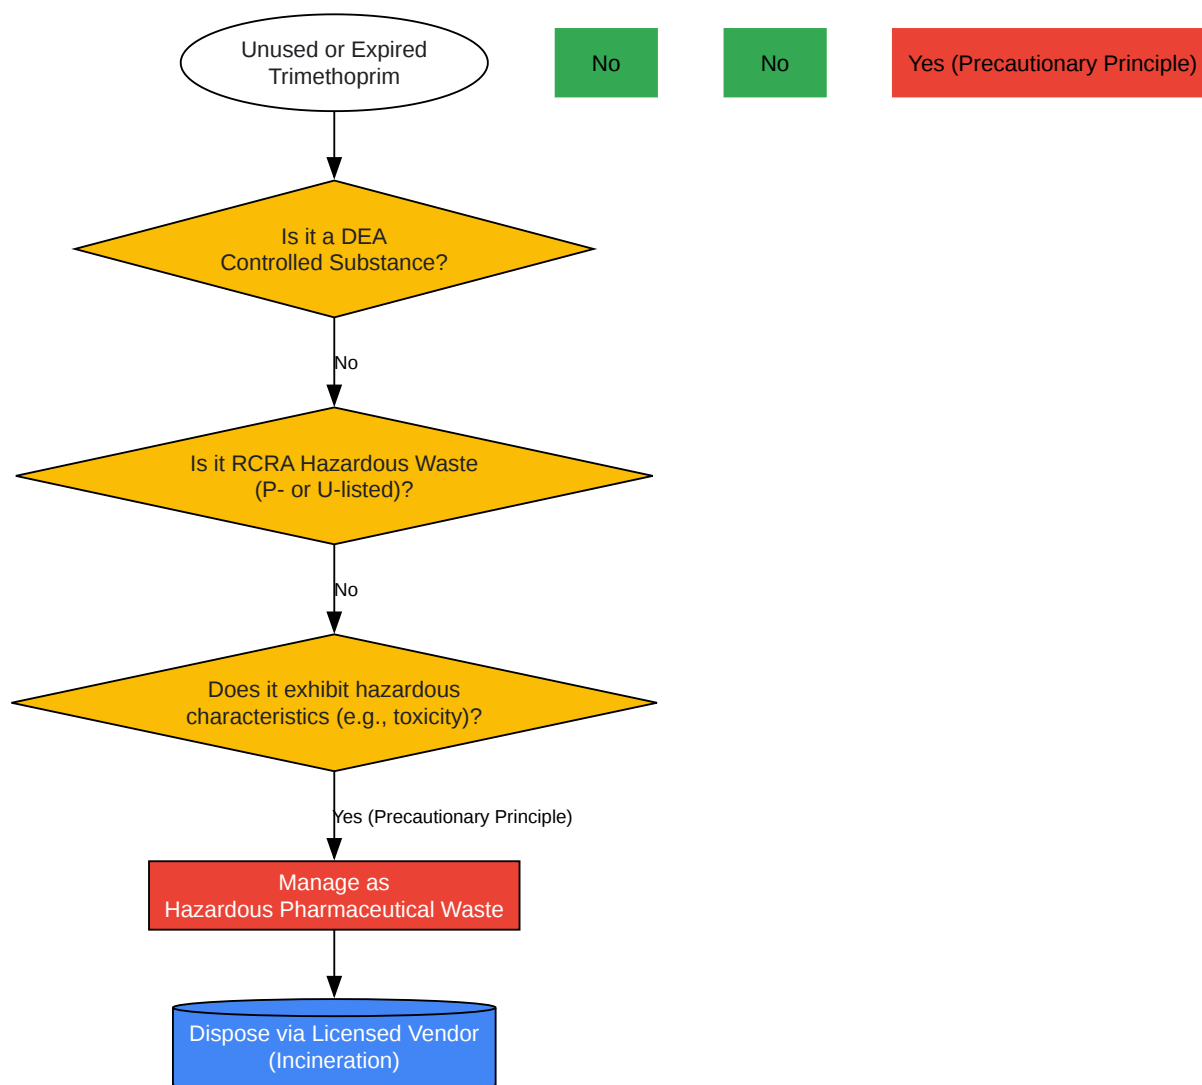 Unused or Expired
Trimethoprim
No
No
Yes (Precautionary Principle)
Is it a DEA
Controlled Substance?
No
Is it RCRA Hazardous Waste
(P- or U-listed)?
No
Does it exhibit hazardous
characteristics (e.g., toxicity)?
Yes (Precautionary Principle)
Manage as
Hazardous Pharmaceutical Waste
Dispose via Licensed Vendor
(Incineration)